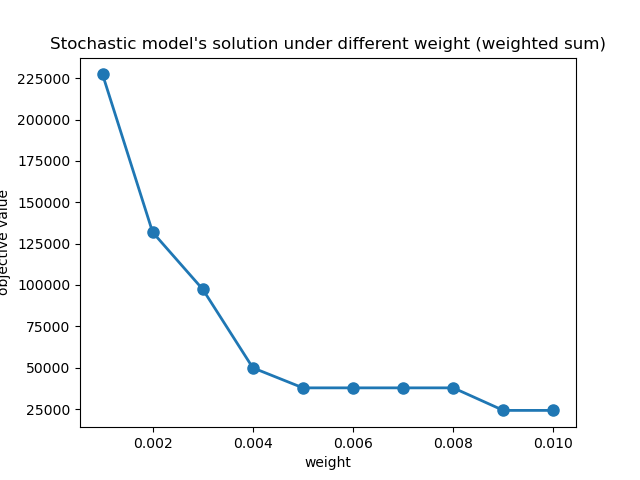 Stochastic model's solution under different weight (weighted sum)
225000
200000
175000
150000
125000
100000
75000
50000
25000
objective value
0.002 0.004 0.006 0.008 0.010
weight